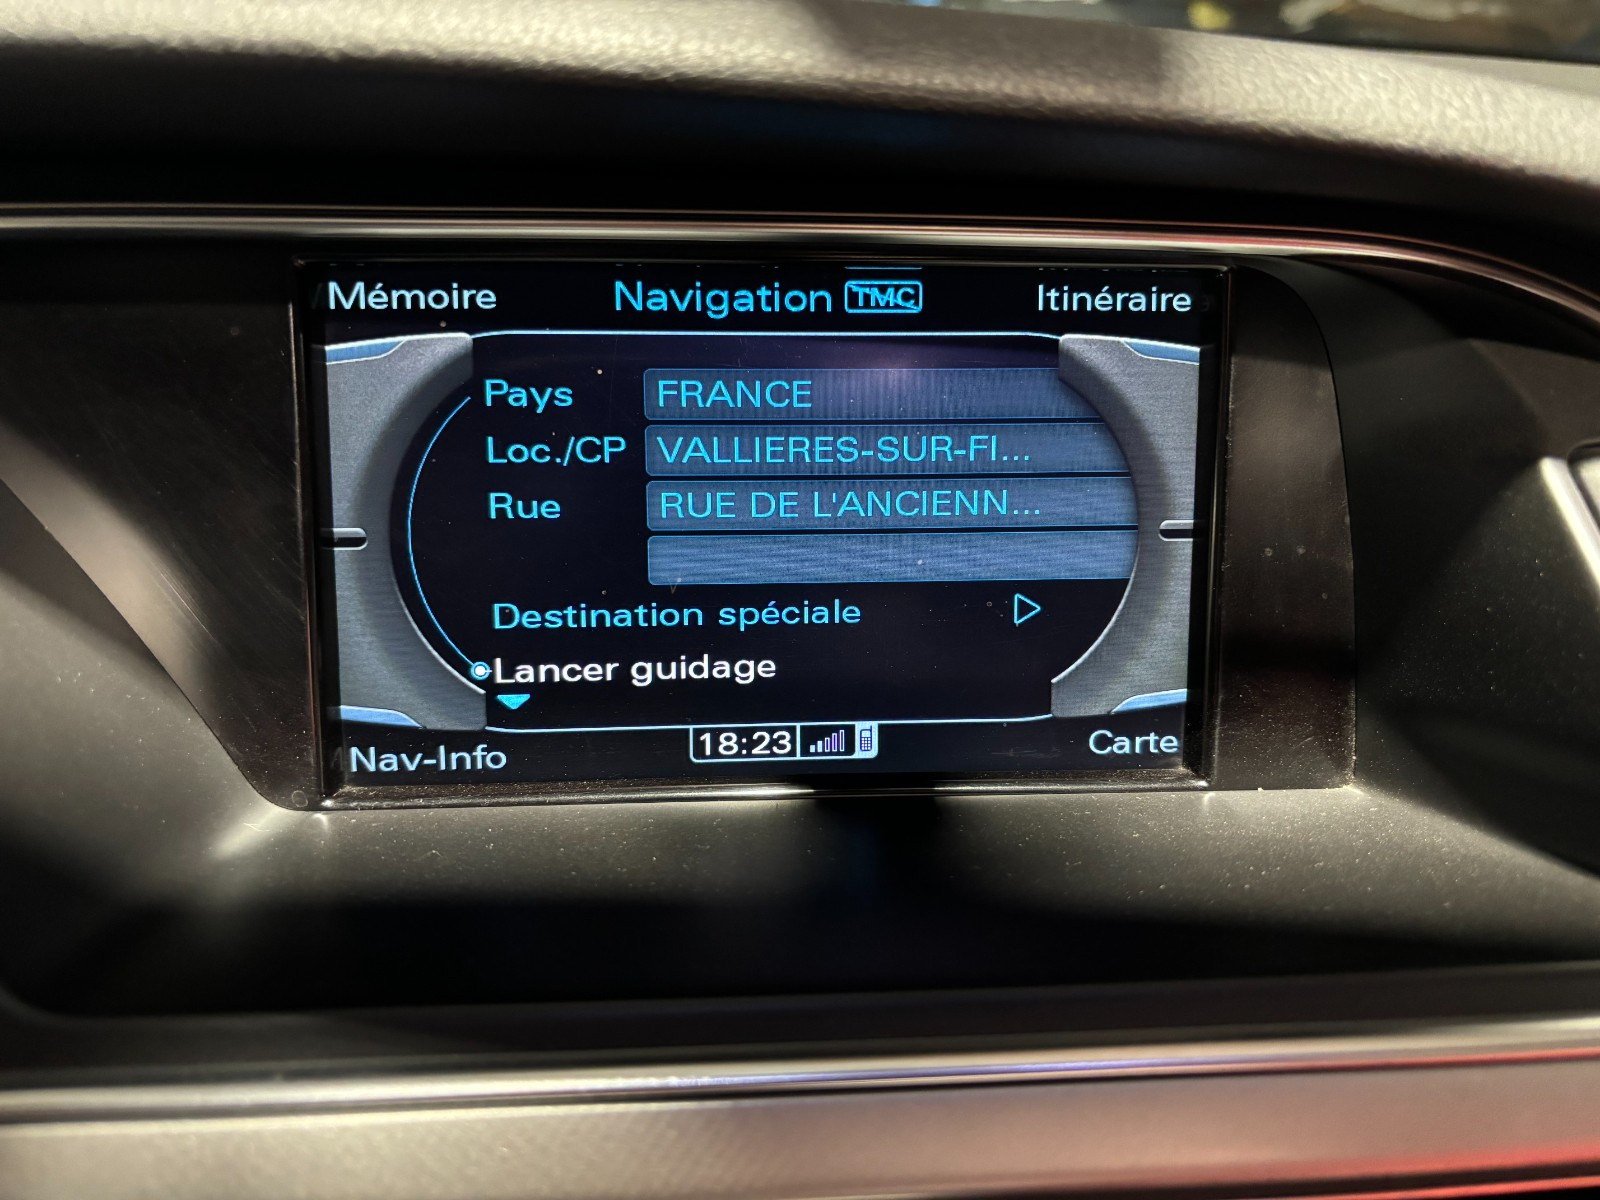 Mémoire Navigation TMC Itinéraire
Pays FRANCE
Loc./CP VALLIERES-SUR-FI...
Rue RUE DE L'ANCIENN...
Destination spéciale
Lancer guidage
Nav-Info 18:23 Carte